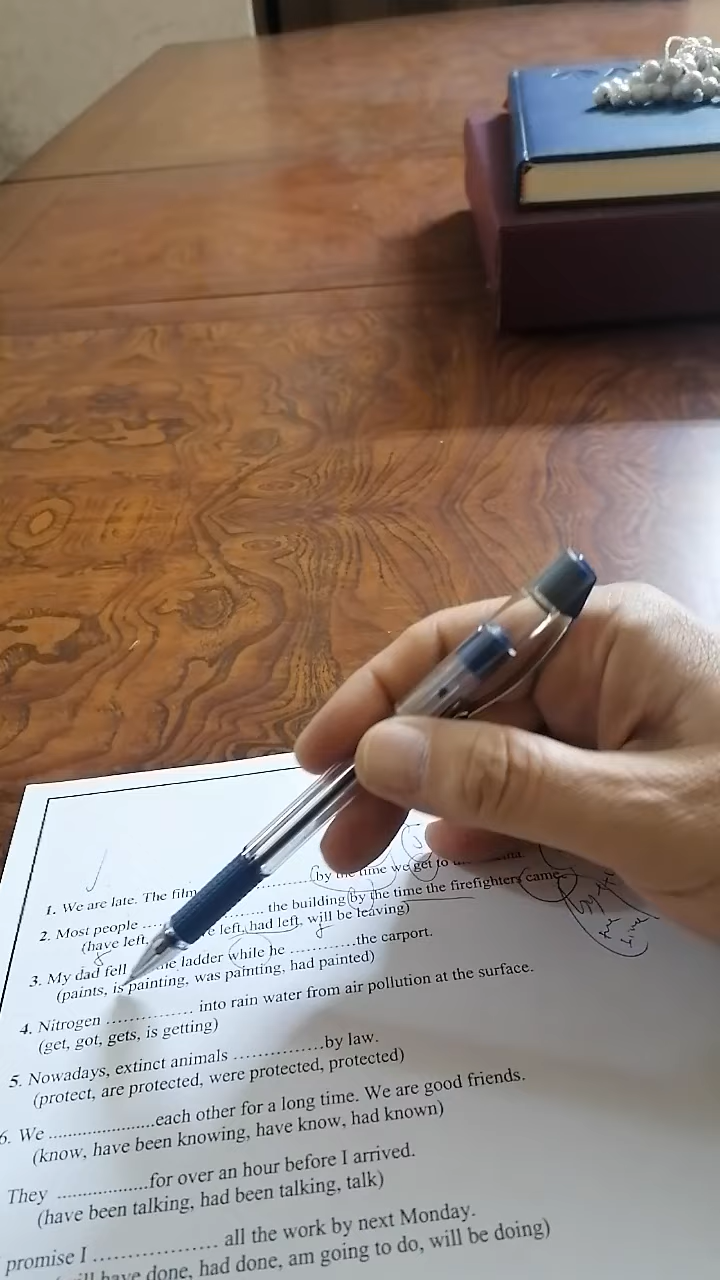 1. We are late. The film .................. by the time we get to
2. Most people .................. the building by the time the firefighters came.
(have left, left, had left, will be leaving)
3. My dad fell ladder while he ............the carport.
(paints, is painting, was painting, had painted)
4. Nitrogen ................ into rain water from air pollution at the surface.
(get, got, gets, is getting)
5. Nowadays, extinct animals ................by law.
(protect, are protected, were protected, protected)
6. We ....................each other for a long time. We are good friends.
(know, have been knowing, have know, had known)
They .................for over an hour before I arrived.
(have been talking, had been talking, talk)
promise I .................. all the work by next Monday.
have done, had done, am going to do, will be doing)
by the time